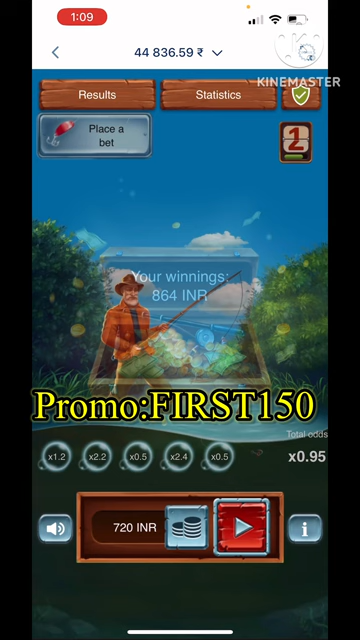 1:09
44 836.59 ₹
KINEMASTER
Results
Statistics
Place a
bet
1
Your winnings:
864 INR
Promo:FIRST150
Total odds
x1.2
x2.2
x0.5
x2.4
x0.5
x0.95
720 INR
i